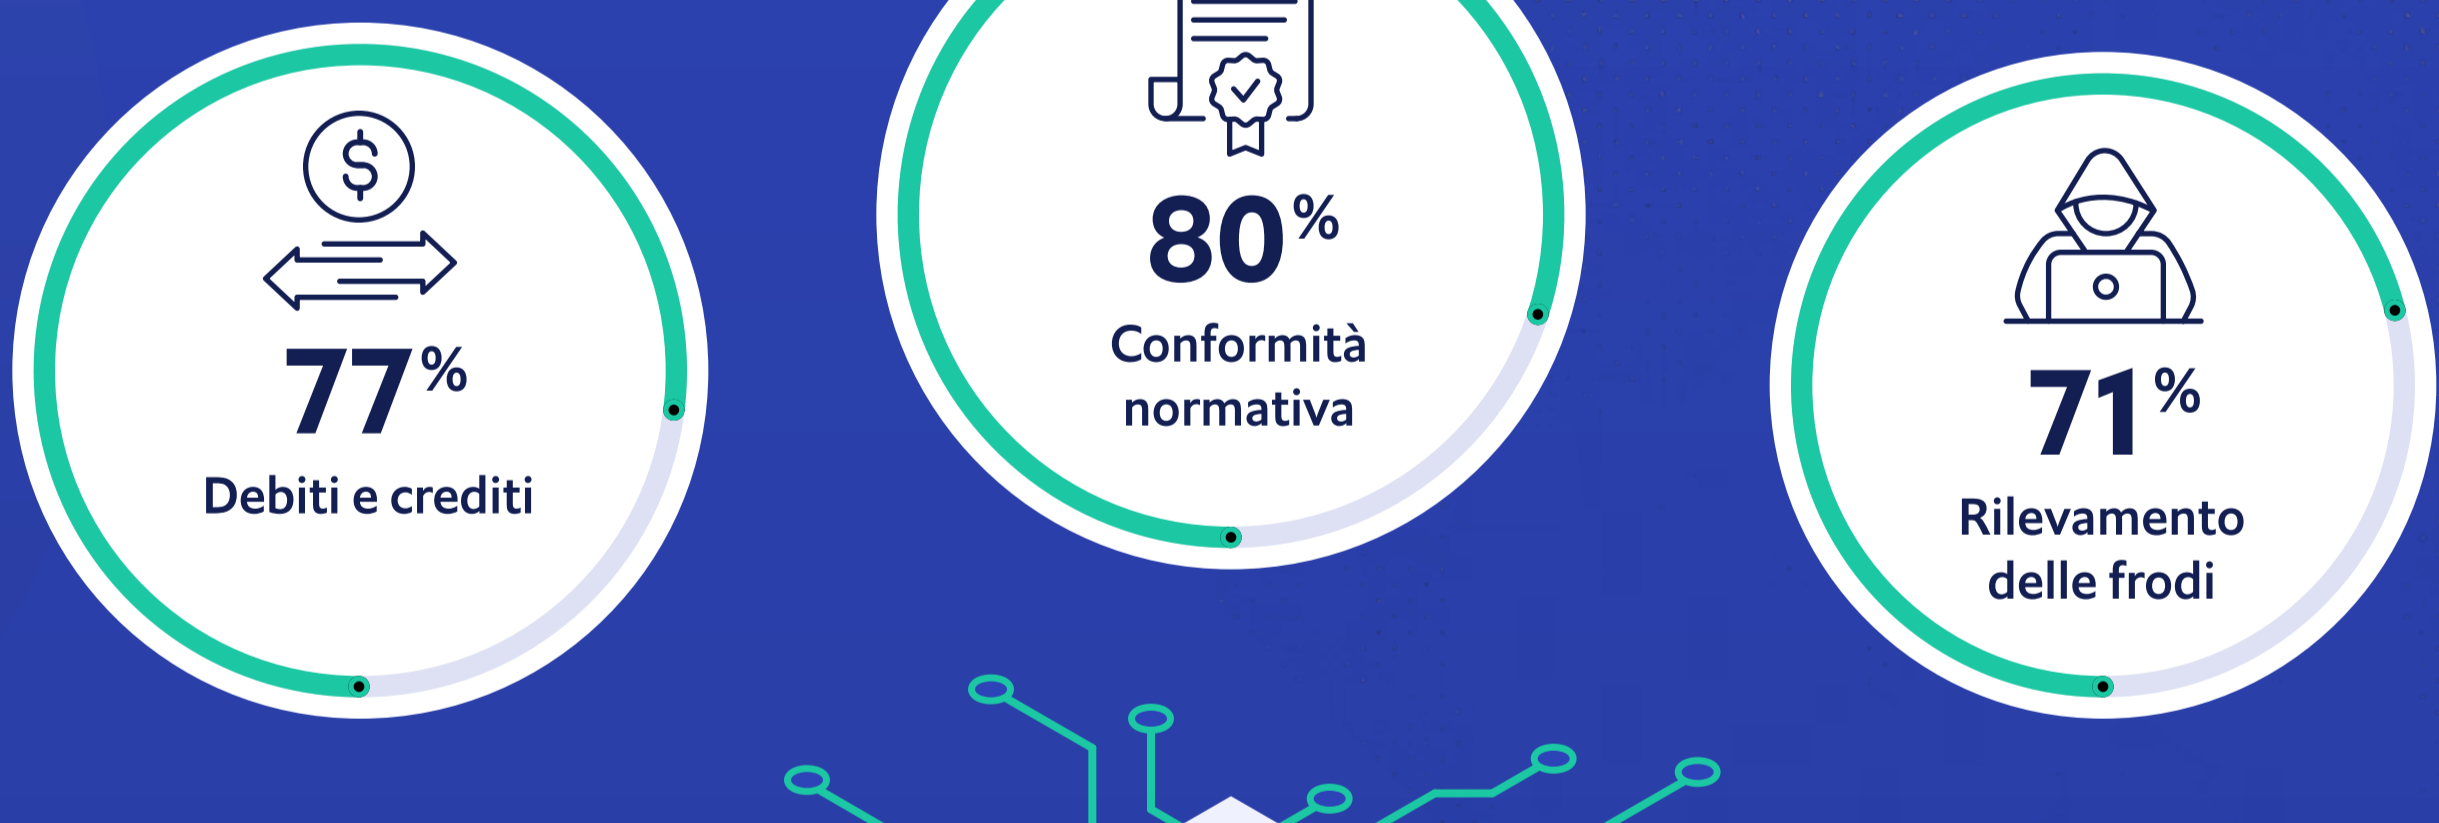 77%
Debiti e crediti
80%
Conformità
normativa
71%
Rilevamento
delle frodi